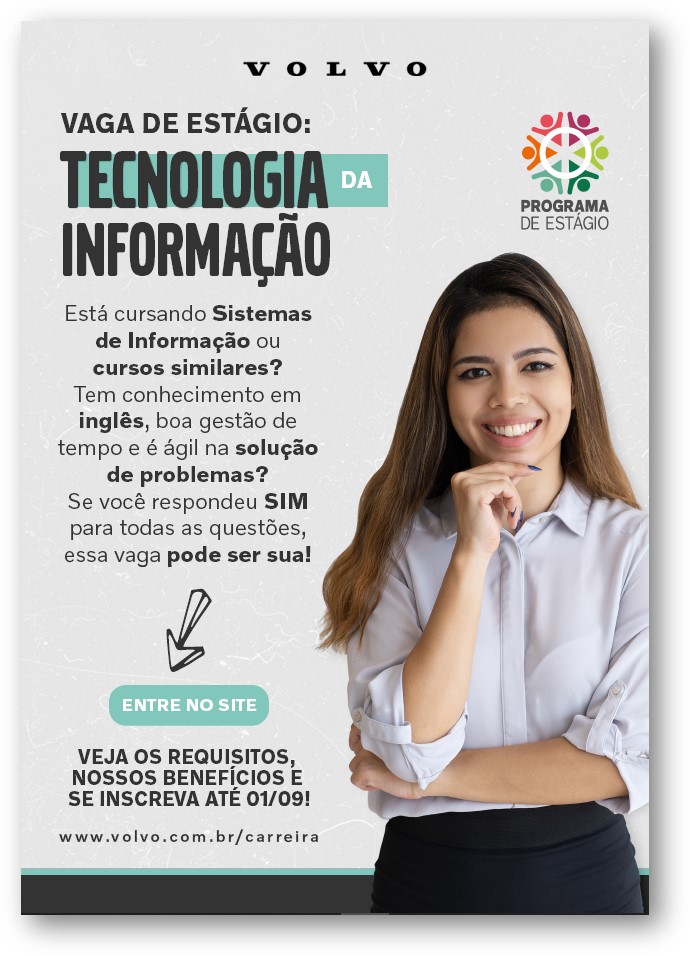 VOLVO
VAGA DE ESTÁGIO:
TECNOLOGIA DA
INFORMAÇÃO
PROGRAMA
DE ESTÁGIO
Está cursando Sistemas
de Informação ou
cursos similares?
Tem conhecimento em
inglês, boa gestão de
tempo e é ágil na solução
de problemas?
Se você respondeu SIM
para todas as questões,
essa vaga pode ser sua!
ENTRE NO SITE
VEJA OS REQUISITOS,
NOSSOS BENEFÍCIOS E
SE INSCREVA ATÉ 01/09!
www.volvo.com.br/carreira